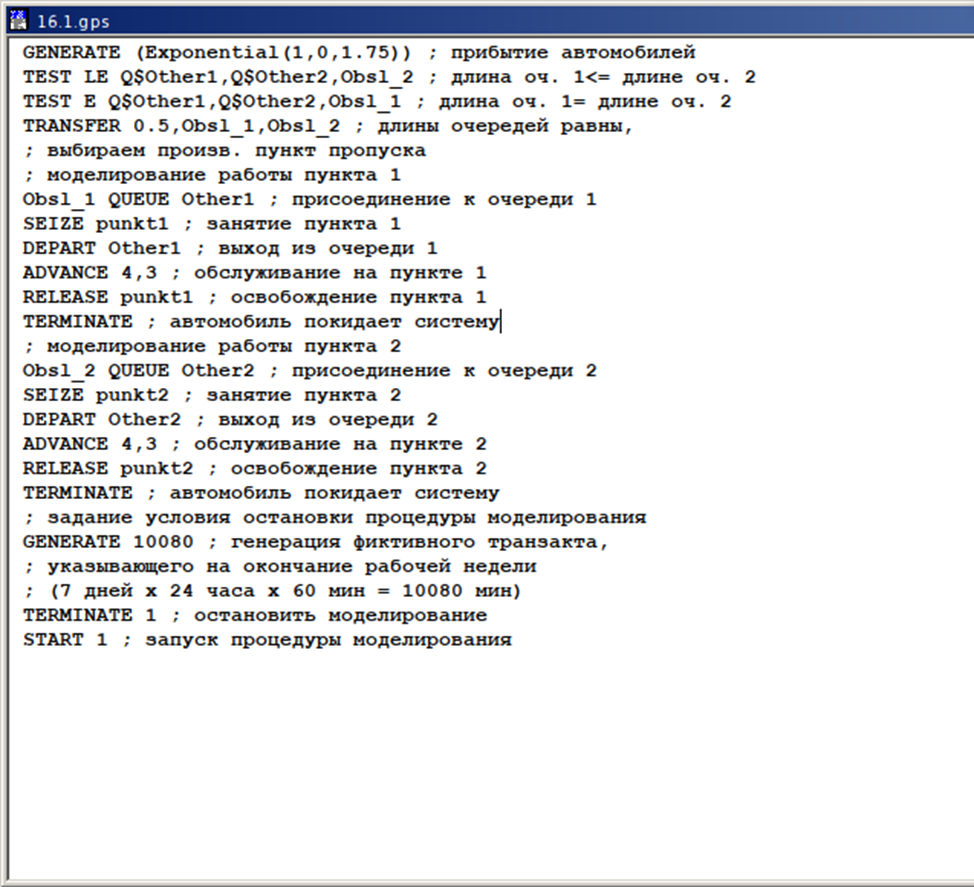 16.1.gps
GENERATE (Exponential(1,0,1.75)) ; прибытие автомобилей
TEST LE Q$Other1,Q$Other2,Obsl_2 ; длина оч. 1<= длине оч. 2
TEST E Q$Other1,Q$Other2,Obsl_1 ; длина оч. 1= длине оч. 2
TRANSFER 0.5,Obsl_1,Obsl_2 ; длины очередей равны,
; выбираем произв. пункт пропуска
; моделирование работы пункта 1
Obsl_1 QUEUE Other1 ; присоединение к очереди 1
SEIZE punkt1 ; занятие пункта 1
DEPART Other1 ; выход из очереди 1
ADVANCE 4,3 ; обслуживание на пункте 1
RELEASE punkt1 ; освобождение пункта 1
TERMINATE ; автомобиль покидает систему
; моделирование работы пункта 2
Obsl_2 QUEUE Other2 ; присоединение к очереди 2
SEIZE punkt2 ; занятие пункта 2
DEPART Other2 ; выход из очереди 2
ADVANCE 4,3 ; обслуживание на пункте 2
RELEASE punkt2 ; освобождение пункта 2
TERMINATE ; автомобиль покидает систему
; задание условия остановки процедуры моделирования
GENERATE 10080 ; генерация фиктивного транзакта,
; указывающего на окончание рабочей недели
; (7 дней x 24 часа x 60 мин = 10080 мин)
TERMINATE 1 ; остановить моделирование
START 1 ; запуск процедуры моделирования